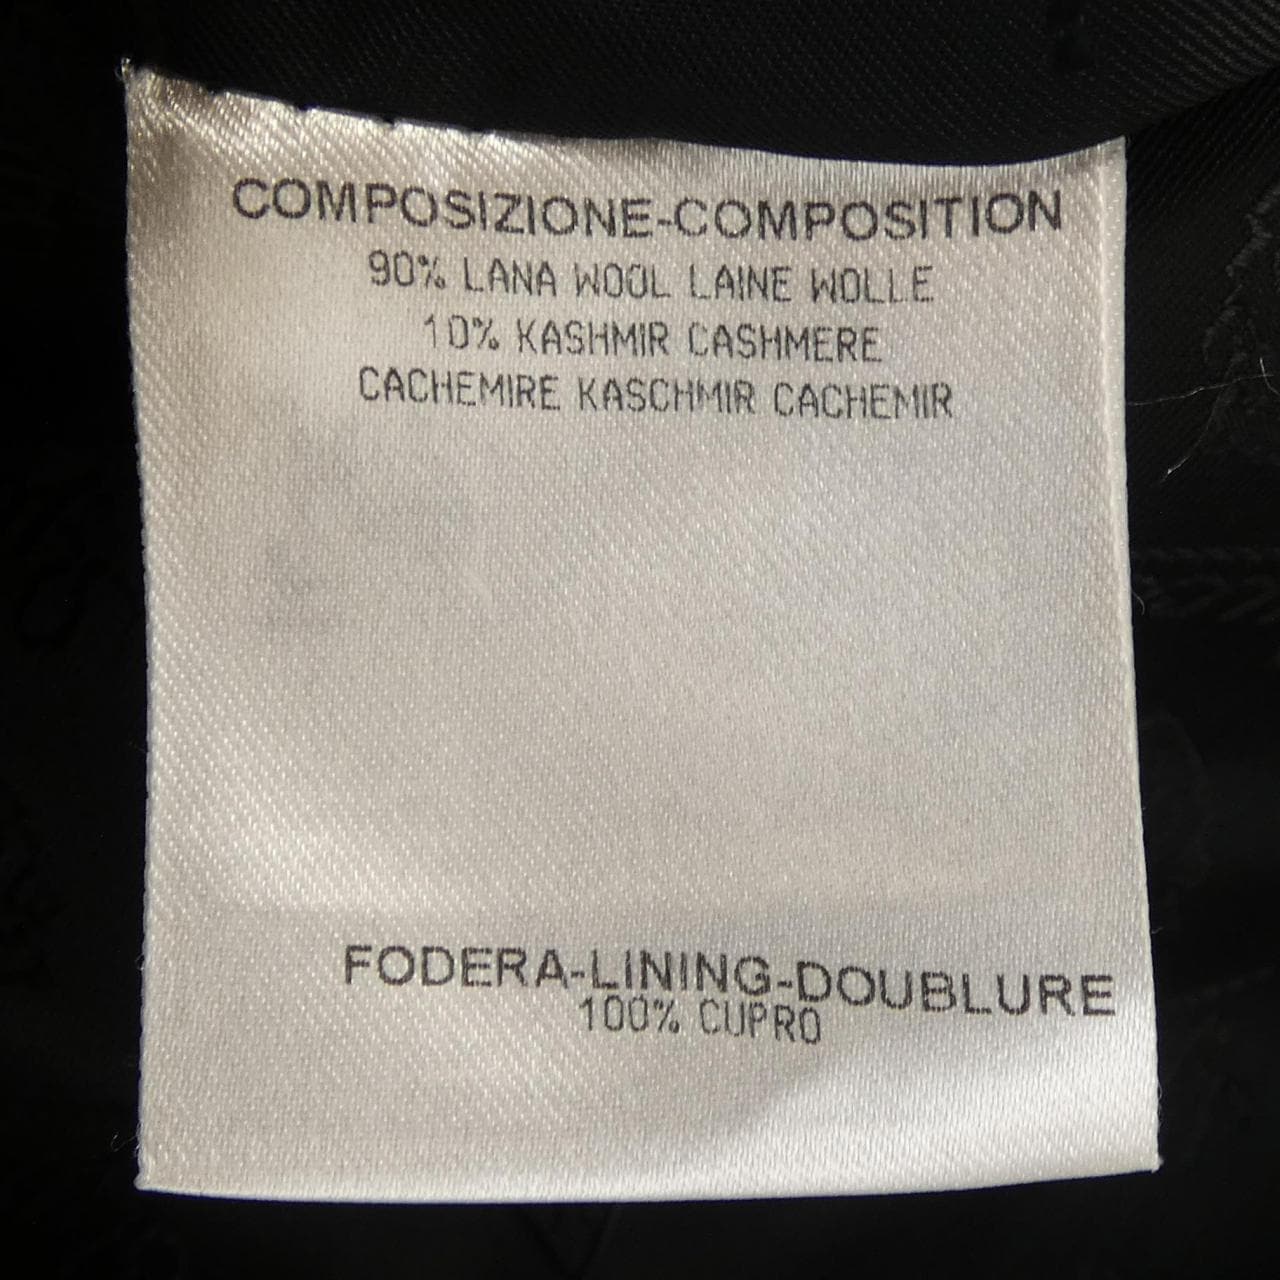 COMPOSIZIONE-COMPOSITION
90% LANA WOOL LAINE WOLLE
10% KASHMIR CASHMERE
CACHEMIRE KASCHMIR CACHEMIR
FODERA-LINING-DOUBLURE
100% CUPRO